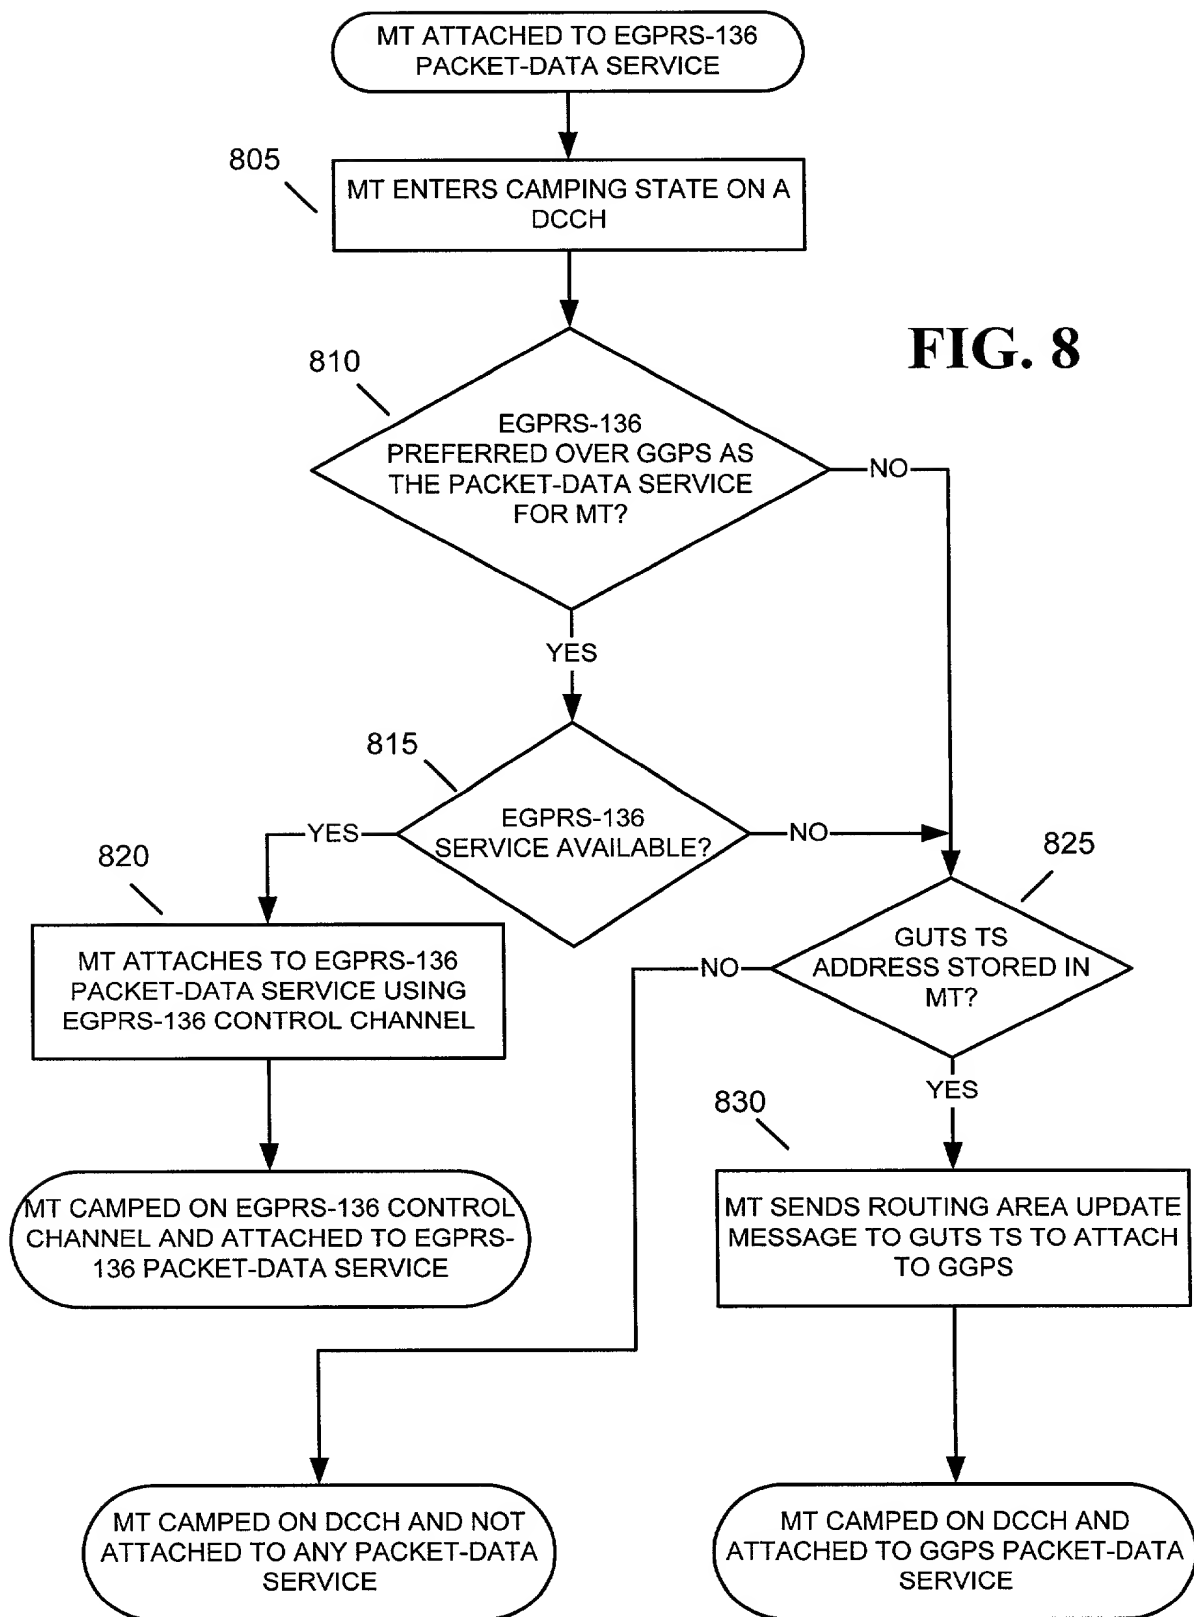 MT ATTACHED TO EGPRS-136
PACKET-DATA SERVICE
805
MT ENTERS CAMPING STATE ON A
DCCH
FIG. 8
810
EGPRS-136
PREFERRED OVER GGPS AS
THE PACKET-DATA SERVICE
FOR MT?
NO
YES
815
EGPRS-136
SERVICE AVAILABLE?
YES
NO
820
825
MT ATTACHES TO EGPRS-136
PACKET-DATA SERVICE USING
EGPRS-136 CONTROL CHANNEL
GUTS TS
ADDRESS STORED IN
MT?
NO
YES
830
MT CAMPED ON EGPRS-136 CONTROL
CHANNEL AND ATTACHED TO EGPRS-
136 PACKET-DATA SERVICE
MT SENDS ROUTING AREA UPDATE
MESSAGE TO GUTS TS TO ATTACH
TO GGPS
MT CAMPED ON DCCH AND NOT
ATTACHED TO ANY PACKET-DATA
SERVICE
MT CAMPED ON DCCH AND
ATTACHED TO GGPS PACKET-DATA
SERVICE